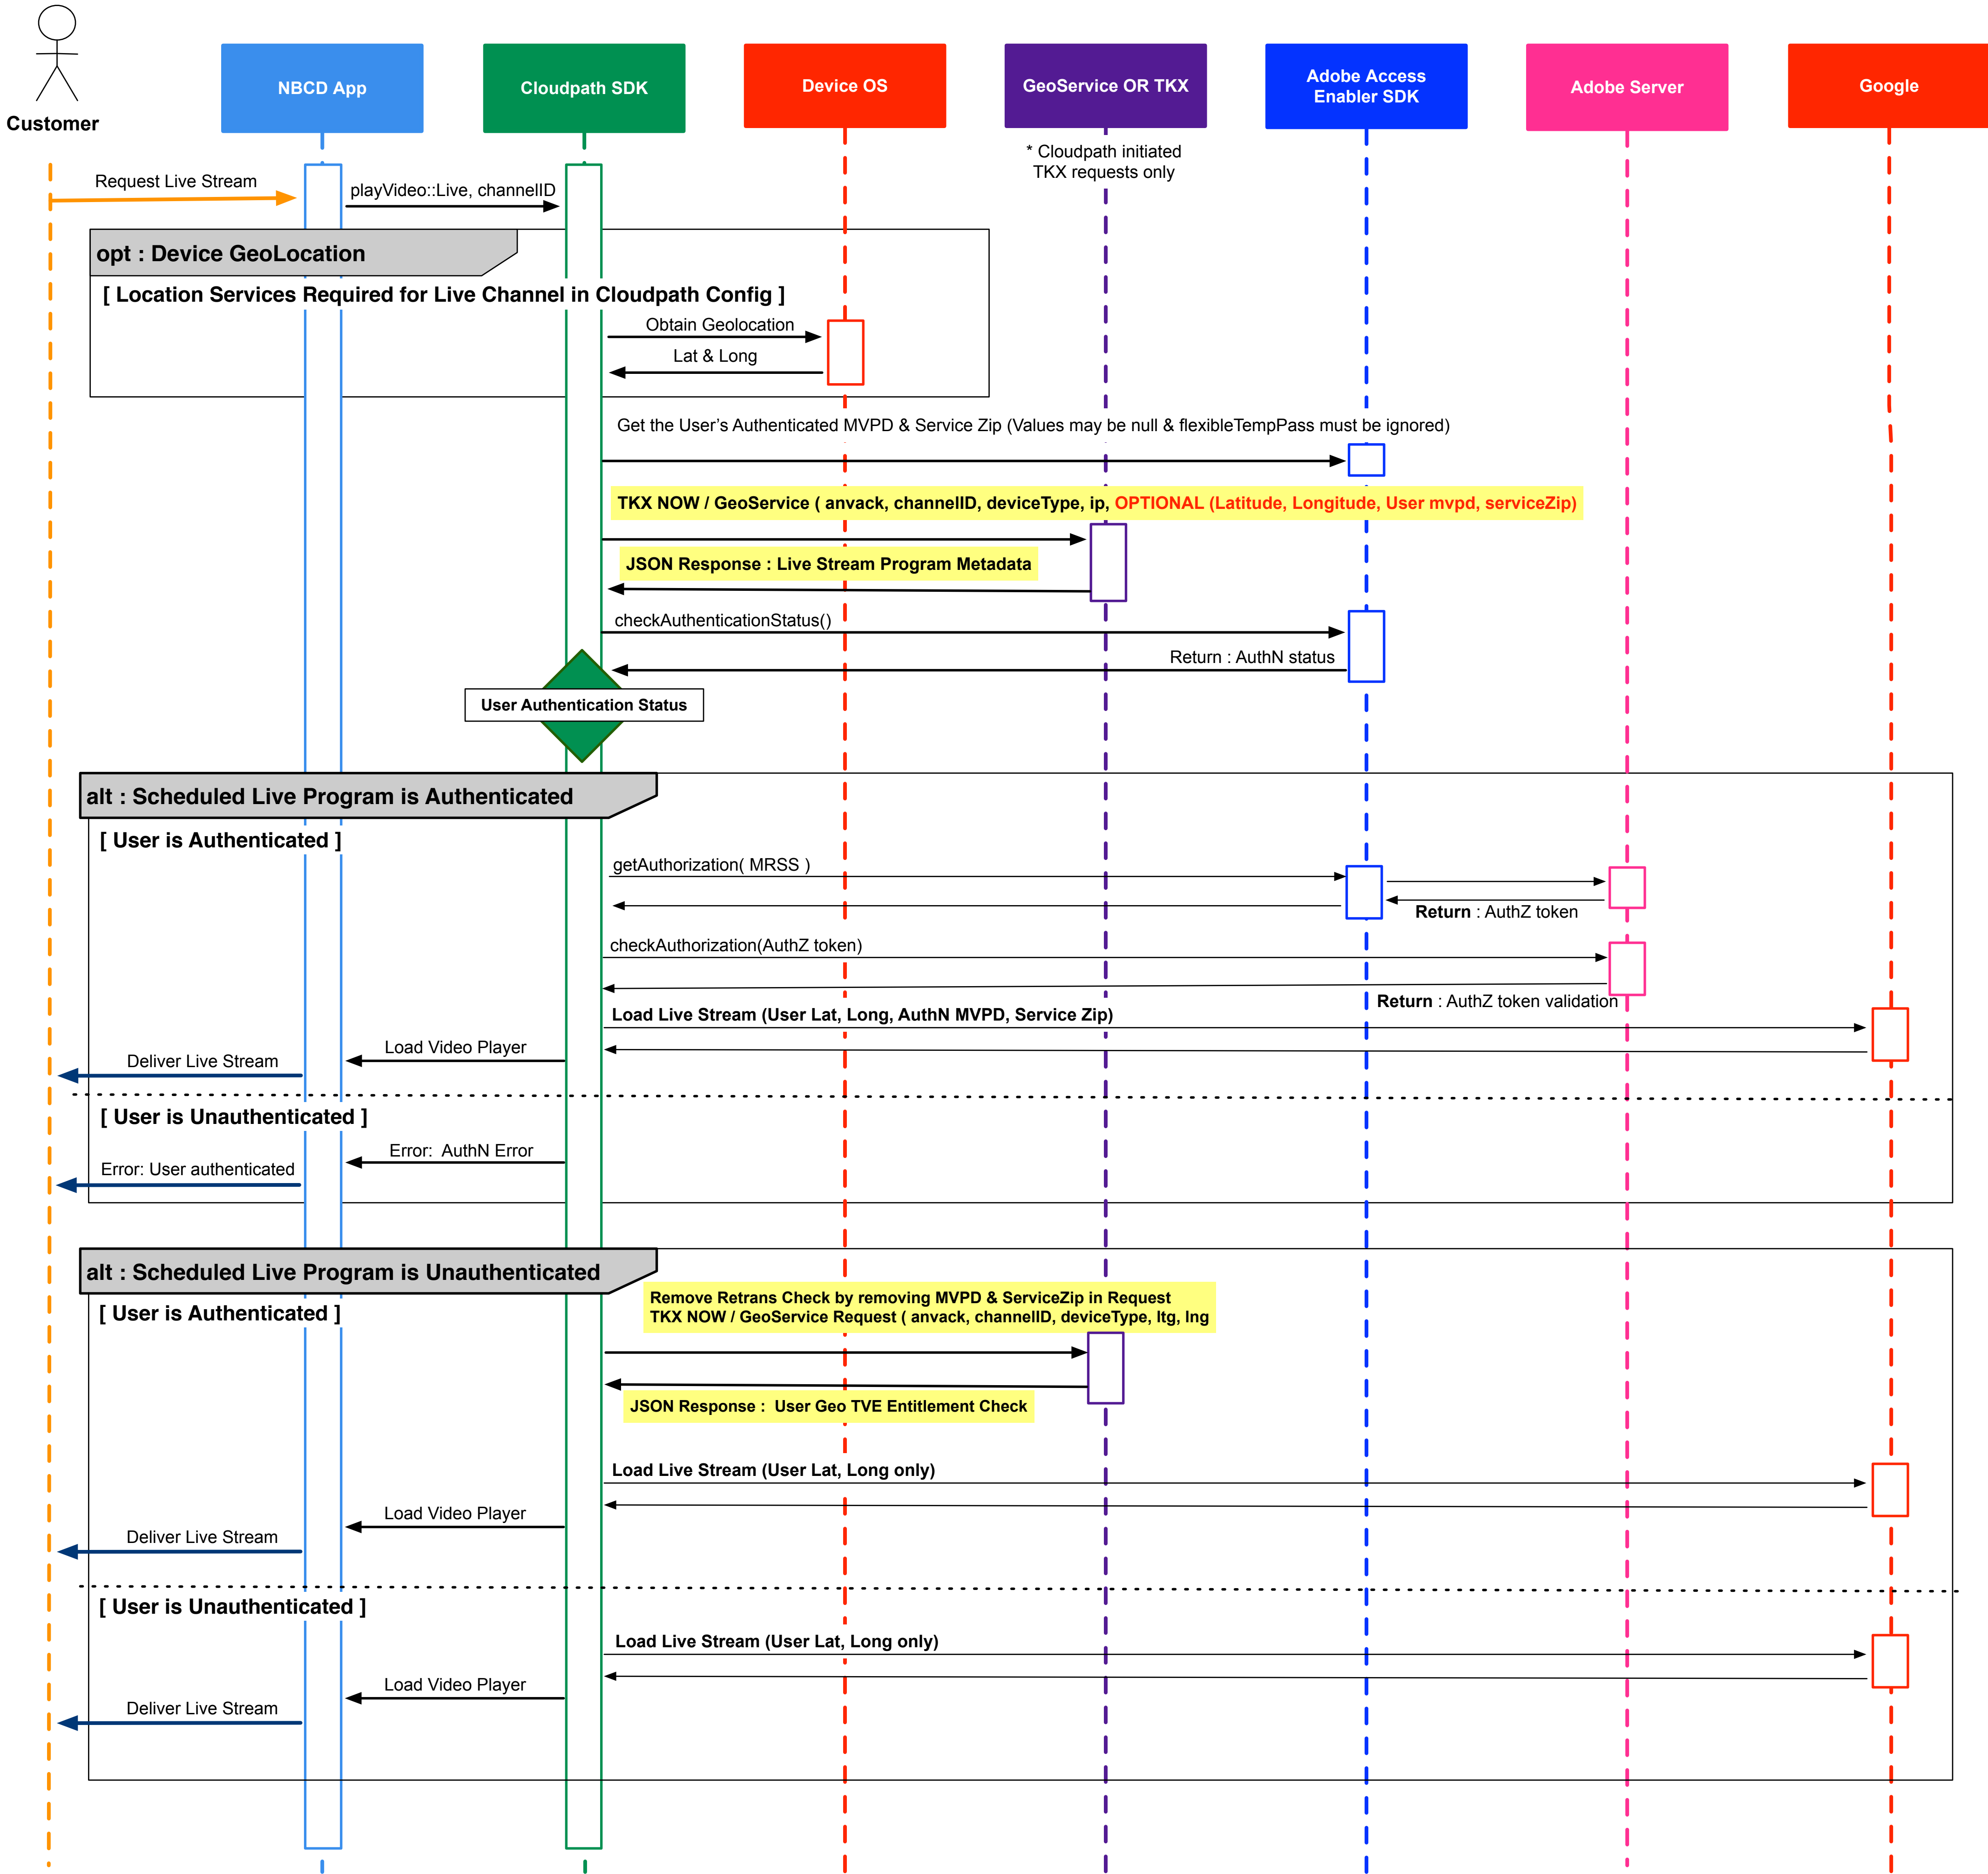 Customer
NBCD App
Cloudpath SDK
Device OS
GeoService OR TKX
Adobe Access
Enabler SDK
Adobe Server
Google
* Cloudpath initiated
TKX requests only
Request Live Stream
playVideo::Live, channelID
opt : Device GeoLocation
[ Location Services Required for Live Channel in Cloudpath Config ]
Obtain Geolocation
Lat & Long
Get the User’s Authenticated MVPD & Service Zip (Values may be null & flexibleTempPass must be ignored)
TKX NOW / GeoService ( anvack, channelID, deviceType, ip, OPTIONAL (Latitude, Longitude, User mvpd, serviceZip)
JSON Response : Live Stream Program Metadata
checkAuthenticationStatus()
Return : AuthN status
User Authentication Status
alt : Scheduled Live Program is Authenticated
[ User is Authenticated ]
getAuthorization( MRSS )
Return : AuthZ token
checkAuthorization(AuthZ token)
Return : AuthZ token validation
Load Live Stream (User Lat, Long, AuthN MVPD, Service Zip)
Load Video Player
Deliver Live Stream
[ User is Unauthenticated ]
Error:  AuthN Error
Error: User authenticated
alt : Scheduled Live Program is Unauthenticated
[ User is Authenticated ]
Remove Retrans Check by removing MVPD & ServiceZip in Request
TKX NOW / GeoService Request ( anvack, channelID, deviceType, ltg, lng
JSON Response :  User Geo TVE Entitlement Check
Load Live Stream (User Lat, Long only)
Load Video Player
Deliver Live Stream
[ User is Unauthenticated ]
Load Live Stream (User Lat, Long only)
Load Video Player
Deliver Live Stream